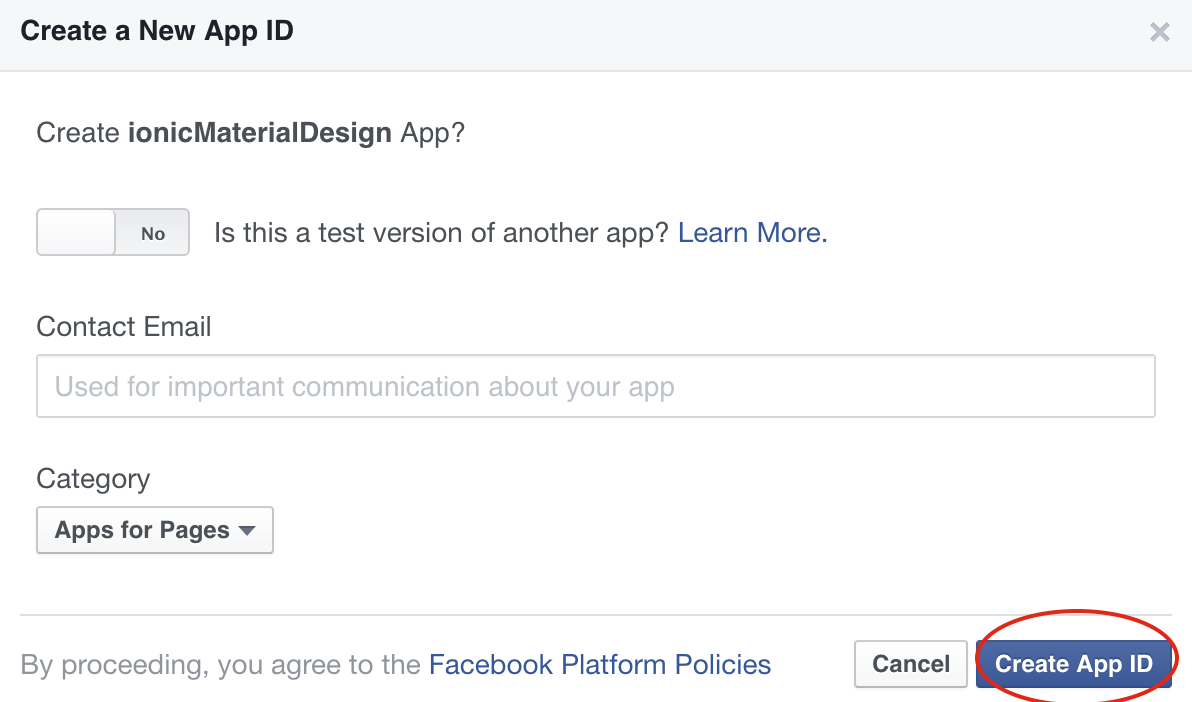 Create a New App ID
×
Create ionicMaterialDesign App?
No Is this a test version of another app? Learn More.
Contact Email
Used for important communication about your app
Category
Apps for Pages
By proceeding, you agree to the Facebook Platform Policies Cancel Create App ID